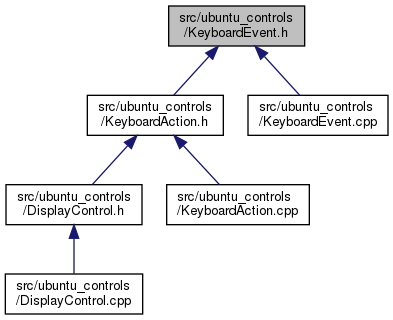 src/ubuntu_controls
/KeyboardEvent.h
src/ubuntu_controls
/KeyboardAction.h
src/ubuntu_controls
/KeyboardEvent.cpp
src/ubuntu_controls
/DisplayControl.h
src/ubuntu_controls
/KeyboardAction.cpp
src/ubuntu_controls
/DisplayControl.cpp